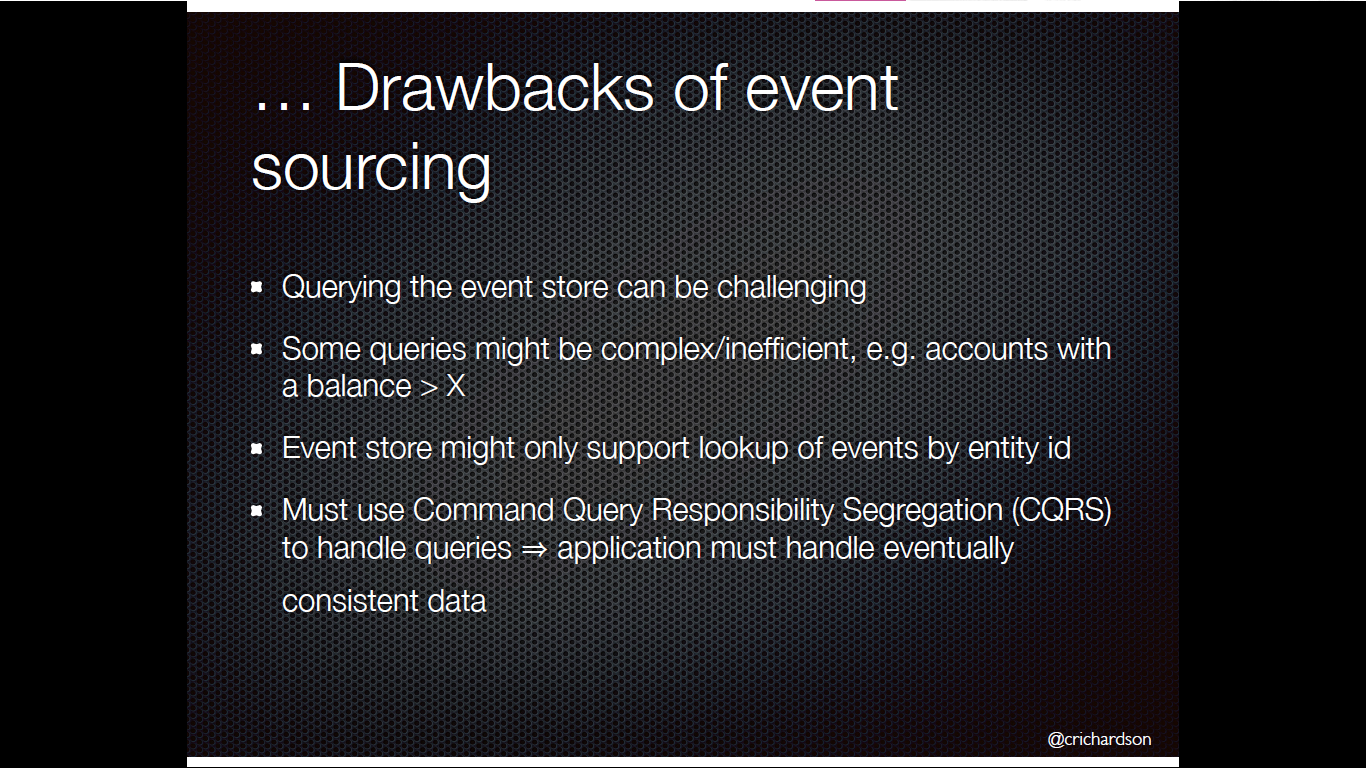 ... Drawbacks of event
sourcing
Querying the event store can be challenging
Some queries might be complex/inefficient, e.g. accounts with
a balance > X
Event store might only support lookup of events by entity id
Must use Command Query Responsibility Segregation (CQRS)
to handle queries ⇒ application must handle eventually
consistent data
@crichardson